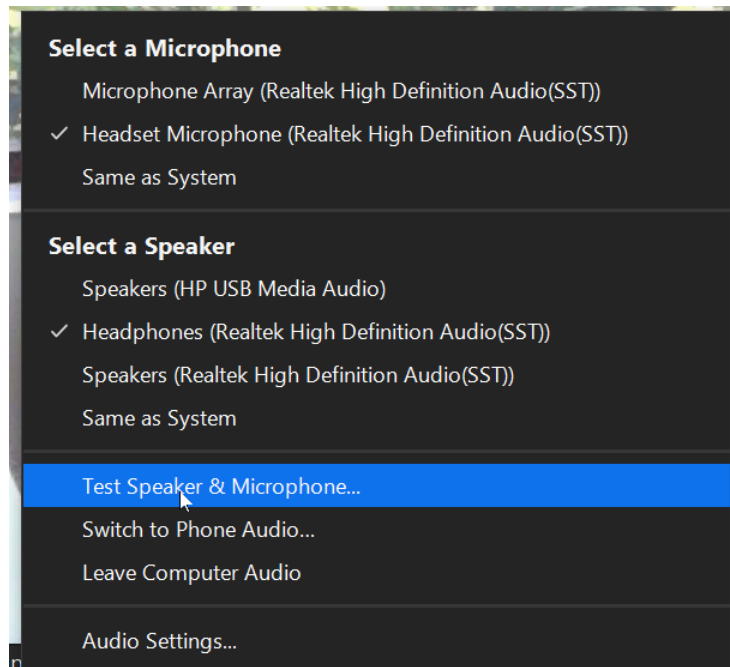 Select a Microphone
Microphone Array (Realtek High Definition Audio(SST))
Headset Microphone (Realtek High Definition Audio(SST))
Same as System
Select a Speaker
Speakers (HP USB Media Audio)
Headphones (Realtek High Definition Audio(SST))
Speakers (Realtek High Definition Audio(SST))
Same as System
Test Speaker & Microphone...
Switch to Phone Audio...
Leave Computer Audio
Audio Settings...